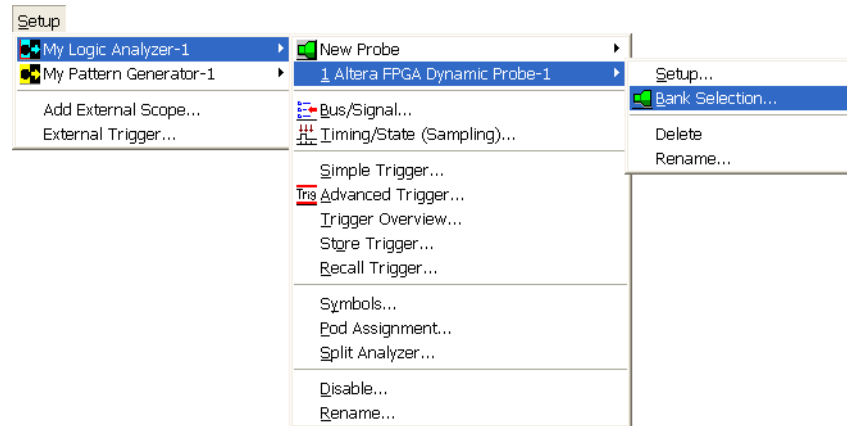 Setup
My Logic Analyzer-1
My Pattern Generator-1
Add External Scope...
External Trigger...
New Probe
1 Altera FPGA Dynamic Probe-1
Bus/Signal...
Timing/State (Sampling)...
Simple Trigger...
Trig Advanced Trigger...
Trigger Overview...
Store Trigger...
Recall Trigger...
Symbols...
Pod Assignment...
Split Analyzer...
Disable...
Rename...
Setup...
Bank Selection...
Delete
Rename...